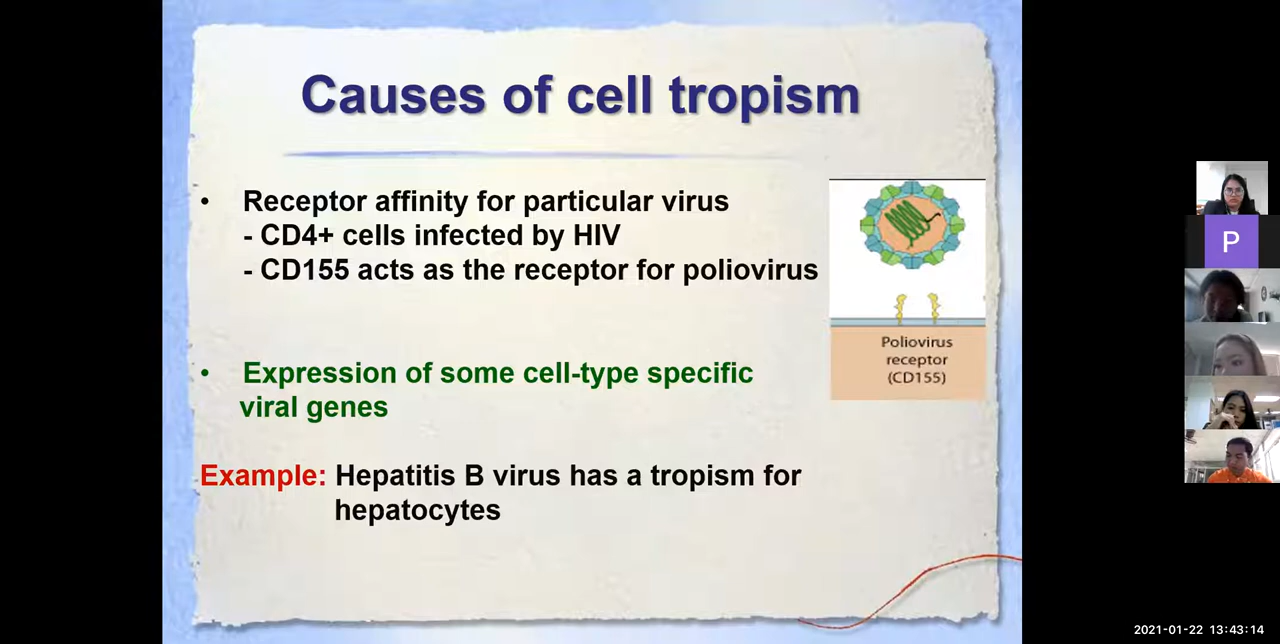 Causes of cell tropism
• Receptor affinity for particular virus
- CD4+ cells infected by HIV
- CD155 acts as the receptor for poliovirus
Poliovirus
receptor
(CD155)
• Expression of some cell-type specific
viral genes
Example: Hepatitis B virus has a tropism for
hepatocytes
P
2021-01-22 13:43:14